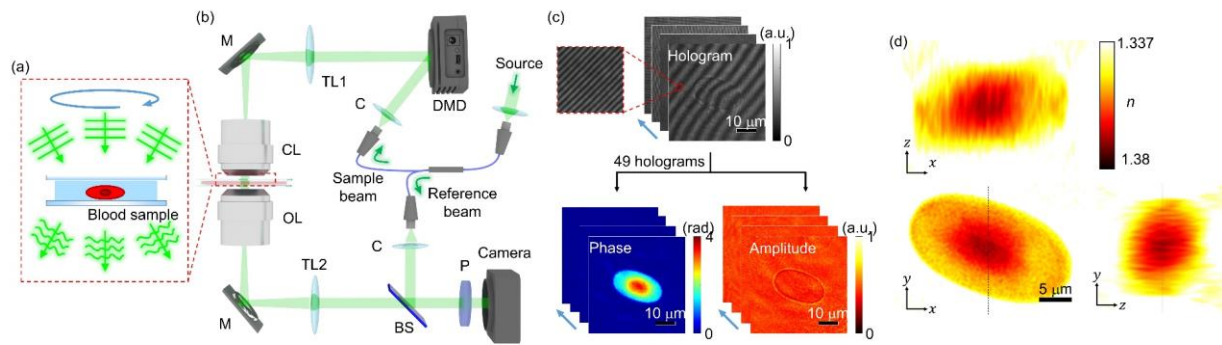 (a)
Blood sample
(b)
M
TL1
DMD
Source
C
CL
OL
Sample
beam
Reference
beam
C
Camera
P
M
TL2
BS
(c)
(a.u.)
1
Hologram
10 μm
0
49 holograms
(rad)
4
Phase
10 μm
0
(a.u.)
1
Amplitude
10 μm
0
(d)
1.337
n
1.38
z
x
y
x
5 μm
y
z